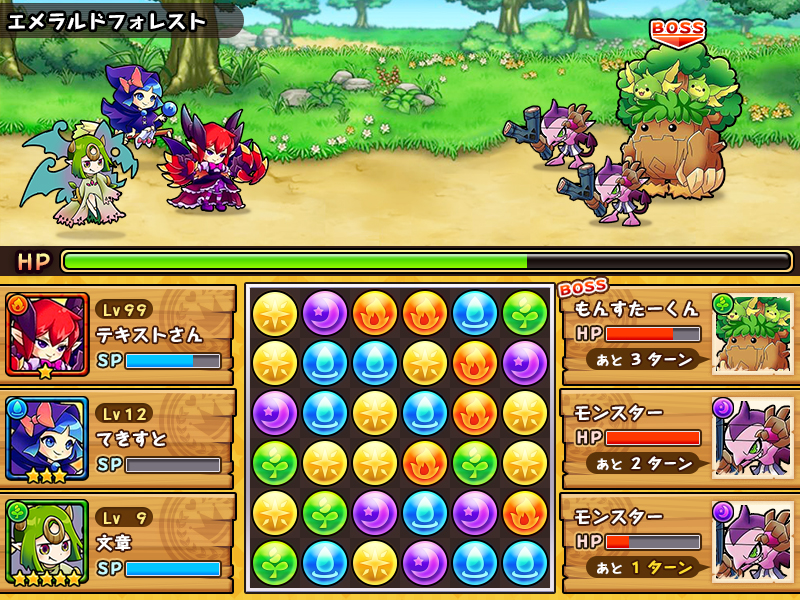 エメラルドフォレスト
BOSS
HP
Lv99
テキストさん
SP
Lv12
てきすと
SP
Lv 9
文章
SP
BOSS
もんすたーくん
HP
あと 3 ターン
モンスター
HP
あと 2 ターン
モンスター
HP
あと 1 ターン